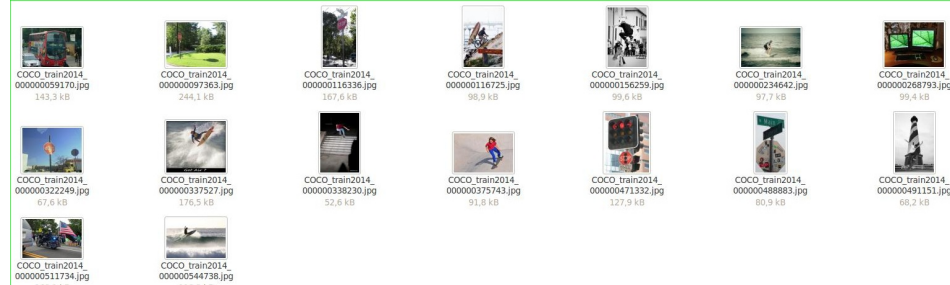 COCO_train2014_
000000059170.jpg
143,3 kB
COCO_train2014_
000000097363.jpg
244,1 kB
COCO_train2014_
000000116336.jpg
167,6 kB
COCO_train2014_
000000116725.jpg
98,9 kB
COCO_train2014_
000000156259.jpg
99,6 kB
COCO_train2014_
000000234642.jpg
97,7 kB
COCO_train2014_
000000268793.jpg
99,4 kB
COCO_train2014_
000000322249.jpg
67,6 kB
COCO_train2014_
000000337527.jpg
176,5 kB
COCO_train2014_
000000338230.jpg
52,6 kB
COCO_train2014_
000000375743.jpg
91,8 kB
COCO_train2014_
000000471332.jpg
127,9 kB
COCO_train2014_
000000488883.jpg
80,9 kB
COCO_train2014_
000000491151.jpg
68,2 kB
COCO_train2014_
000000511734.jpg
COCO_train2014_
000000544738.jpg